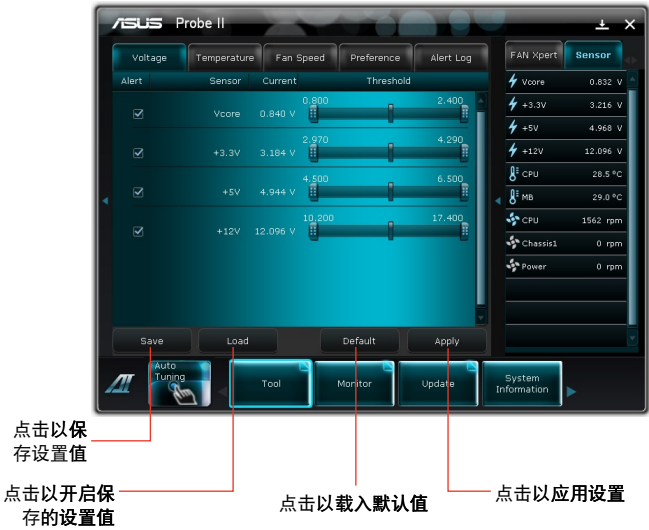 ASUS Probe II
Voltage Temperature Fan Speed Preference Alert Log
Alert Sensor Current Threshold
Vcore 0.840 V 0.800 2.400
+3.3V 3.184 V 2.970 4.290
+5V 4.944 V 4.500 6.500
+12V 12.096 V 10.200 17.400
Save Load Default Apply
FAN Xpert Sensor
Vcore 0.832 V
+3.3V 3.216 V
+5V 4.968 V
+12V 12.096 V
CPU 28.5 ºC
MB 29.0 ºC
CPU 1562 rpm
Chassis1 0 rpm
Power 0 rpm
Auto
Tuning
Tool
Monitor
Update
System
Information
点击以保
存设置值
点击以开启保
存的设置值
点击以载入默认值
点击以应用设置